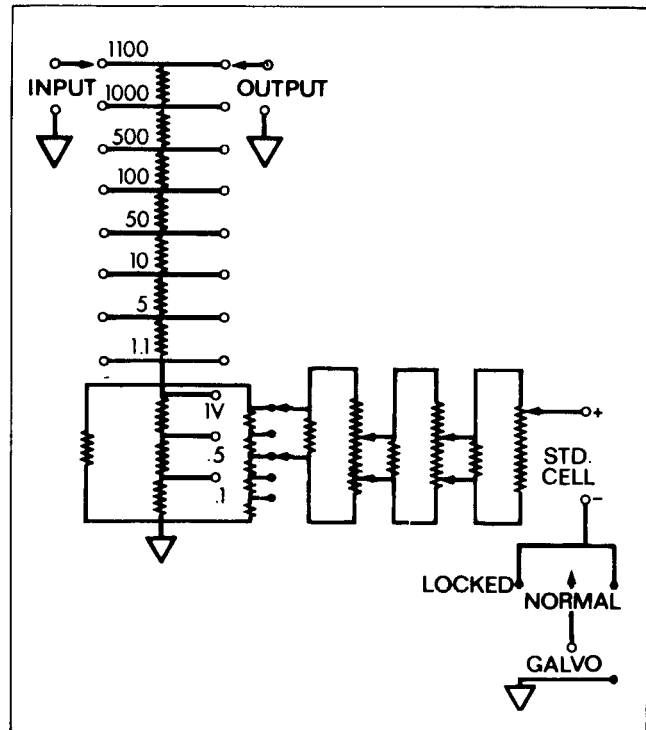 1100
INPUT
OUTPUT
1000
500
100
50
10
5
1.1
1V
.5
.1
+
STD.
CELL
−
LOCKED
NORMAL
GALVO